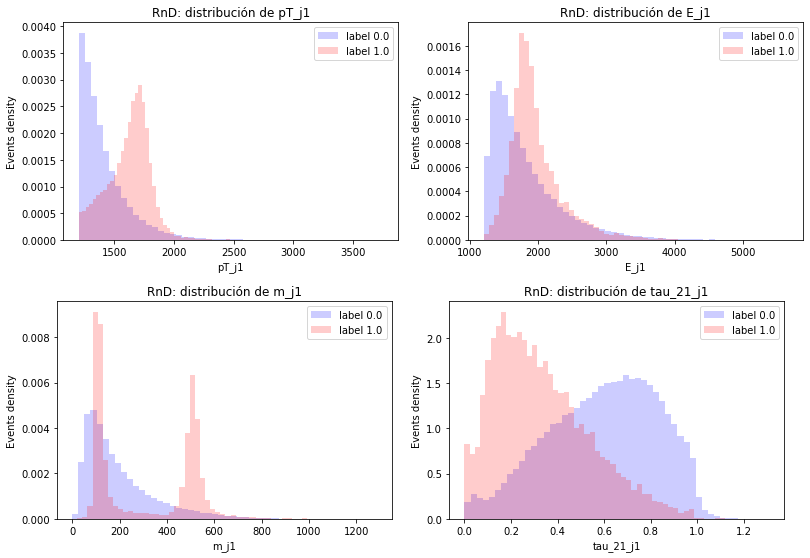 RnD: distribución de pT_j1
label 0.0
label 1.0
Events density
0.0040
0.0035
0.0030
0.0025
0.0020
0.0015
0.0010
0.0005
0.0000
1500 2000 2500 3000 3500
pT_j1
RnD: distribución de E_j1
label 0.0
label 1.0
Events density
0.0016
0.0014
0.0012
0.0010
0.0008
0.0006
0.0004
0.0002
0.0000
1000 2000 3000 4000 5000
E_j1
RnD: distribución de m_j1
label 0.0
label 1.0
Events density
0.008
0.006
0.004
0.002
0.000
0 200 400 600 800 1000 1200
m_j1
RnD: distribución de tau_21_j1
label 0.0
label 1.0
Events density
2.0
1.5
1.0
0.5
0.0
0.0 0.2 0.4 0.6 0.8 1.0 1.2
tau_21_j1